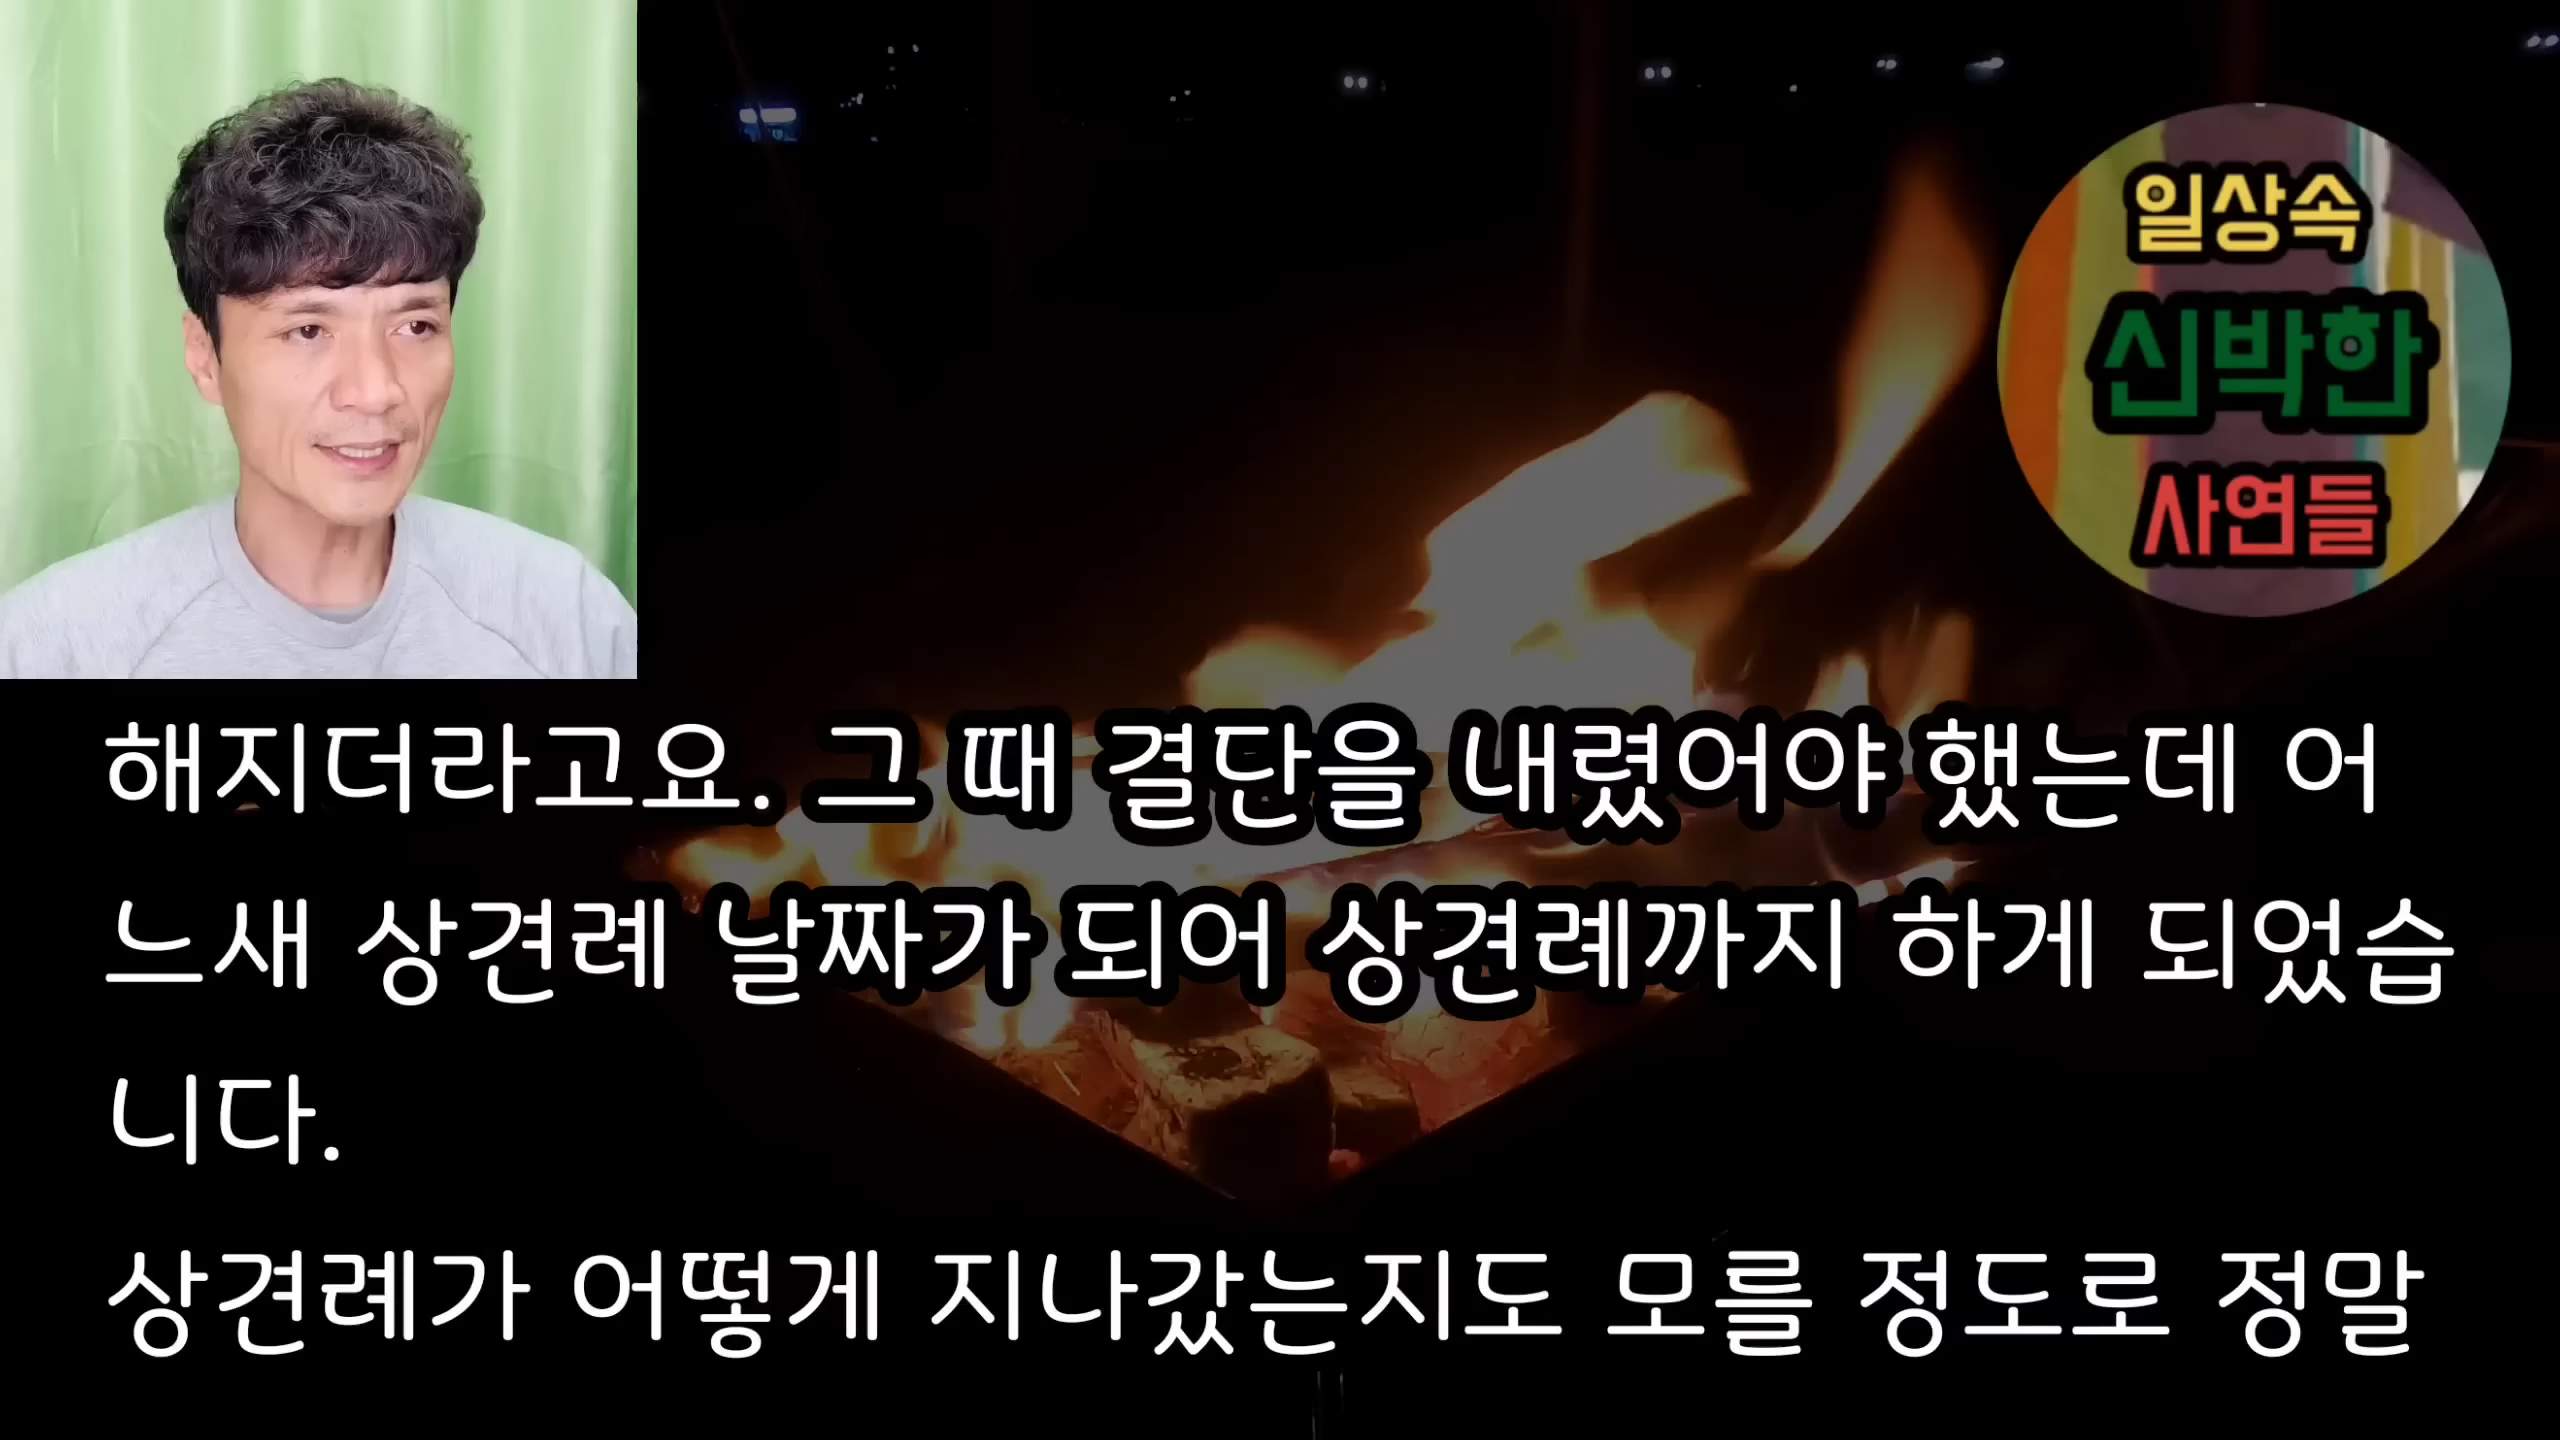 일상속
신박한
사연들
해지더라고요. 그 때 결단을 내렸어야 했는데 어
느새 상견례 날짜가 되어 상견례까지 하게 되었습
니다.
상견례가 어떻게 지나갔는지도 모를 정도로 정말